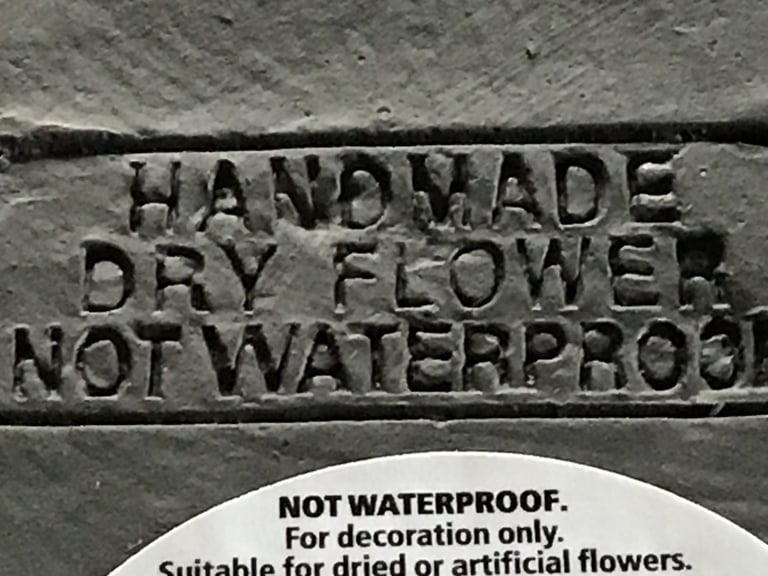 HANDMADE
DRY FLOWER
NOT WATERPROOF
NOT WATERPROOF.
For decoration only.
Suitable for dried or artificial flowers.